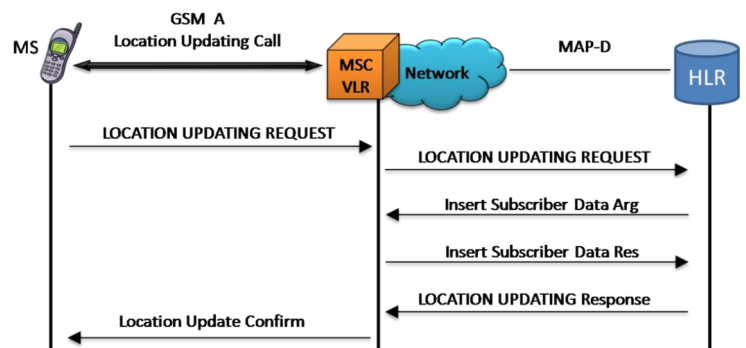 GSM A
Location Updating Call
MS
MSC
VLR
Network
MAP-D
HLR
LOCATION UPDATING REQUEST
LOCATION UPDATING REQUEST
Insert Subscriber Data Arg
Insert Subscriber Data Res
LOCATION UPDATING Response
Location Update Confirm